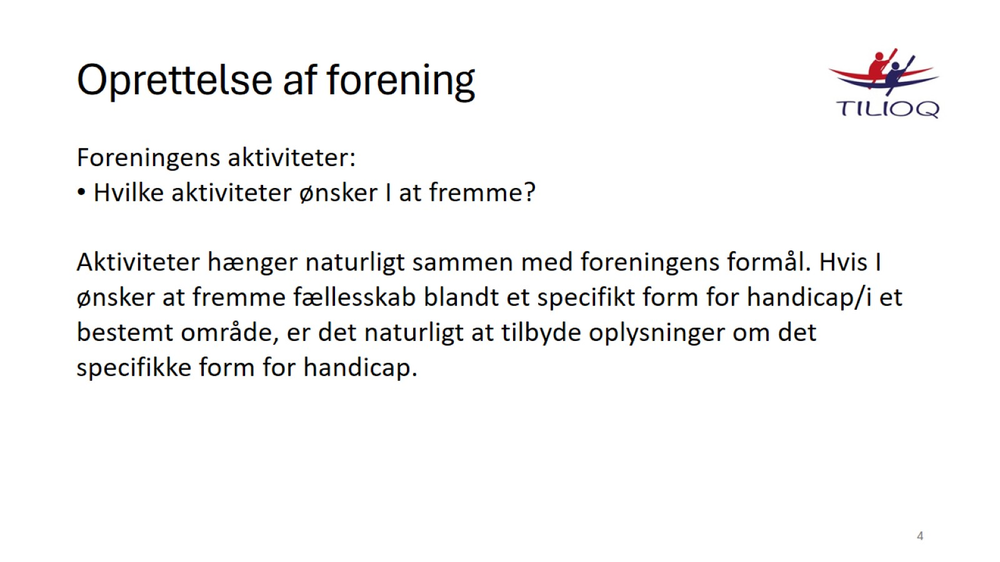 Oprettelse af forening
TILIOQ
Foreningens aktiviteter:
• Hvilke aktiviteter ønsker I at fremme?
Aktiviteter hænger naturligt sammen med foreningens formål. Hvis I
ønsker at fremme fællesskab blandt et specifikt form for handicap/i et
bestemt område, er det naturligt at tilbyde oplysninger om det
specifikke form for handicap.
4